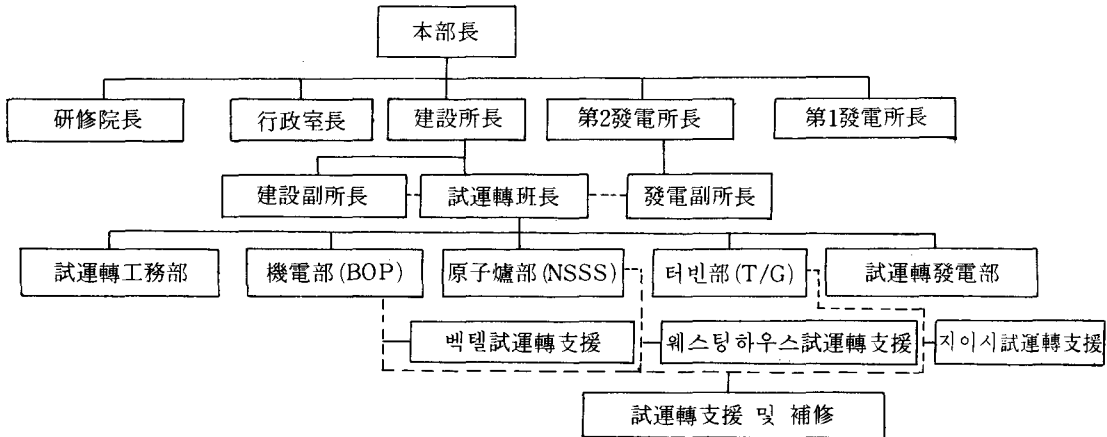 本部長
研修院長
行政室長
建設所長
第2發電所長
第1發電所長
建設副所長
試運轉班長
發電副所長
試運轉工務部
機電部(BOP)
原子爐部(NSSS)
터빈部(T/G)
試運轉發電部
벡텔試運轉支援
웨스팅하우스試運轉支援
지이시試運轉支援
試運轉支援 및 補修